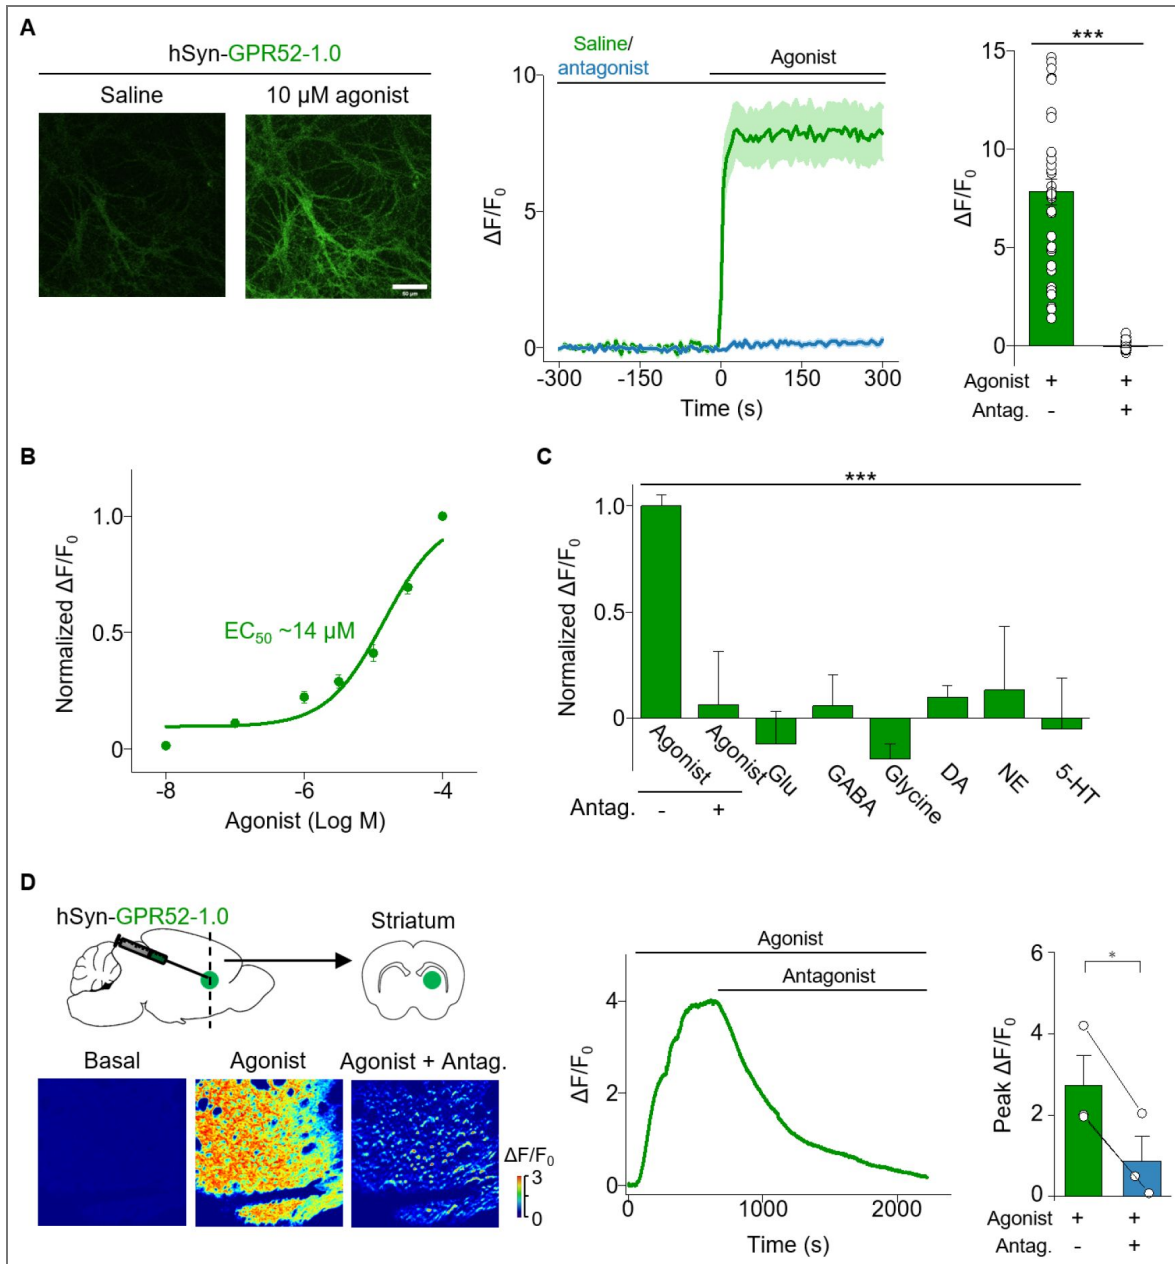 A
hSyn-GPR52-1.0
Saline
10 µM agonist
50 µm
Saline/
antagonist
Agonist
10
5
0
ΔF/F0
-300
-150
0
150
300
Time (s)
***
15
10
5
0
ΔF/F0
Agonist + +
Antag. - +
B
1.0
0.5
0
Normalized ΔF/F0
EC50 ~14 µM
-8
-6
-4
Agonist (Log M)
C
***
1.0
0.5
0
Normalized ΔF/F0
Agonist
Agonist
Glu
GABA
Glycine
DA
NE
5-HT
Antag. - +
D
hSyn-GPR52-1.0
Striatum
Basal
Agonist
Agonist + Antag.
ΔF/F0
3
0
Agonist
Antagonist
4
2
0
ΔF/F0
0
1000
2000
Time (s)
*
6
4
2
0
Peak ΔF/F0
Agonist + +
Antag. - +